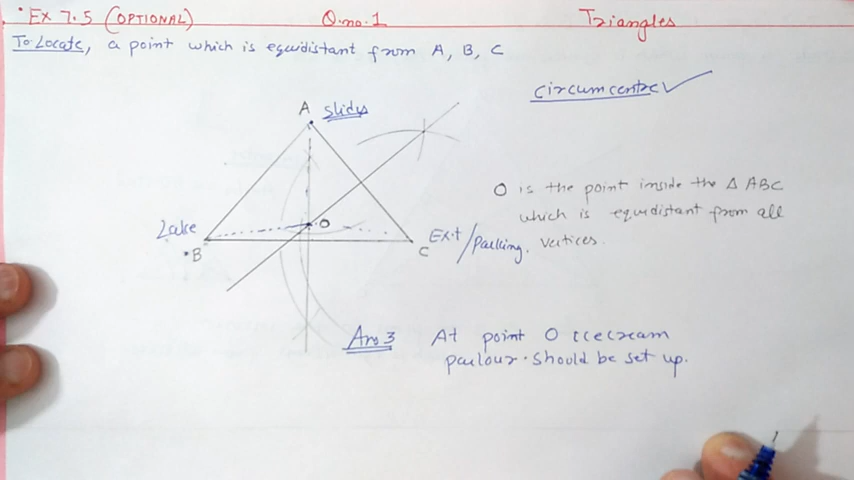 • Ex 7.5 (OPTIONAL) Q.no.1 Triangles
To Locate, a point which is equidistant from A, B, C
circumcentre
A slidys
O is the point inside the Δ ABC
which is equidistant from all
vertices.
O
Lake
B
C Exit/Parking.
Ans 3 At point O icecream
parlour should be set up.